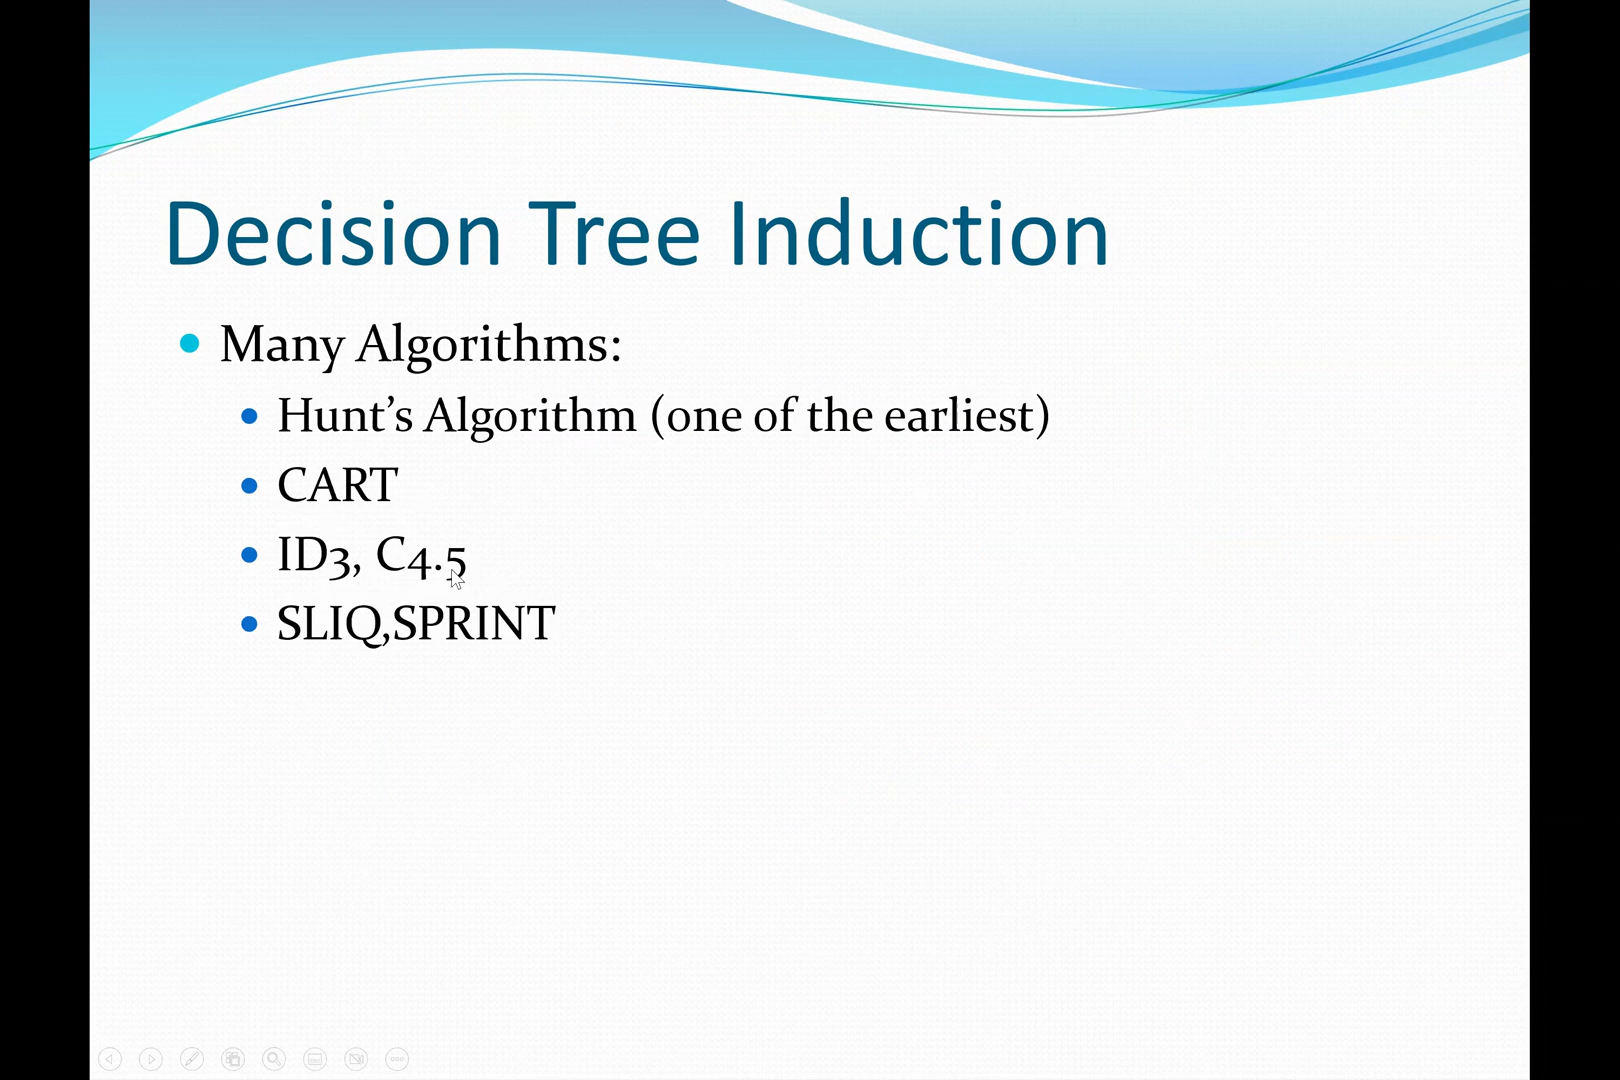 Decision Tree Induction
Many Algorithms:
Hunt’s Algorithm (one of the earliest)
CART
ID3, C4.5
SLIQ,SPRINT